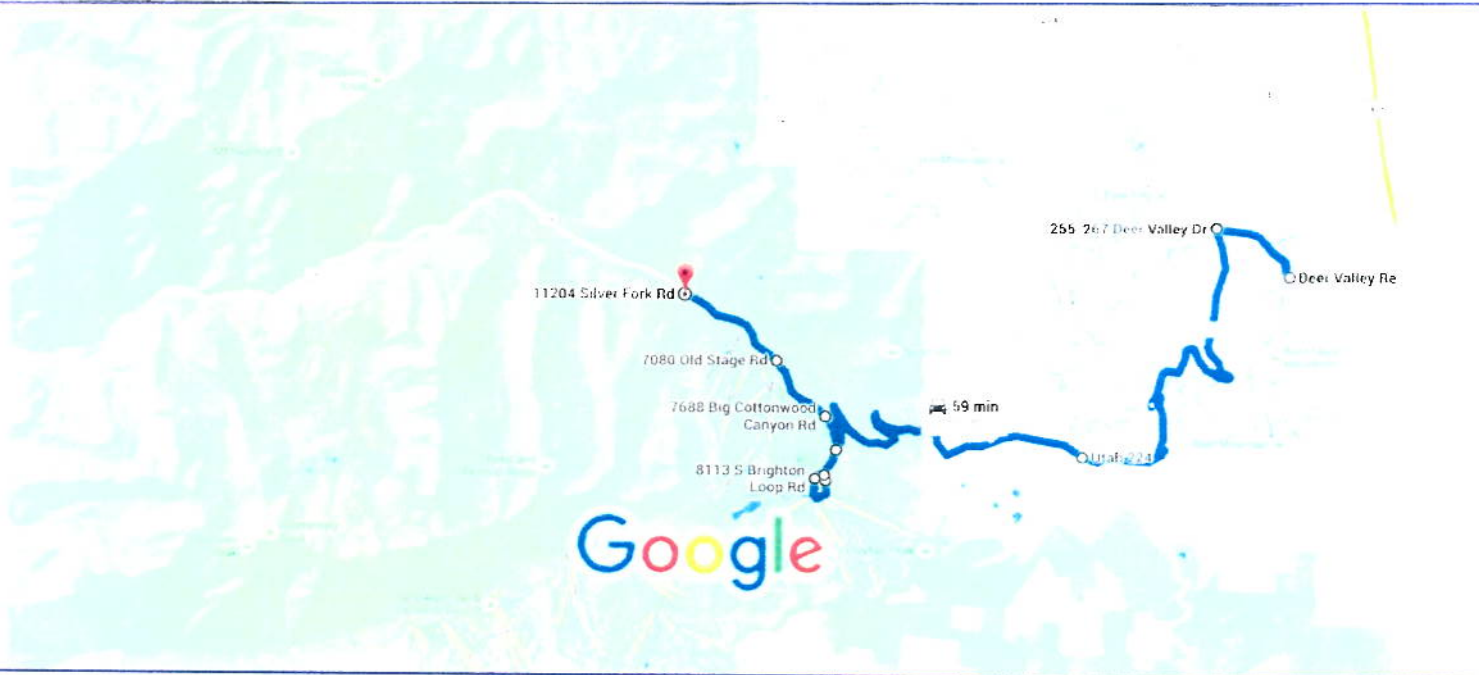 255 267 Deer Valley Dr
Deer Valley Re
11204 Silver Fork Rd
7080 Old Stage Rd
7688 Big Cottonwood
Canyon Rd
59 min
Utah 224
8113 S Brighton
Loop Rd
Google